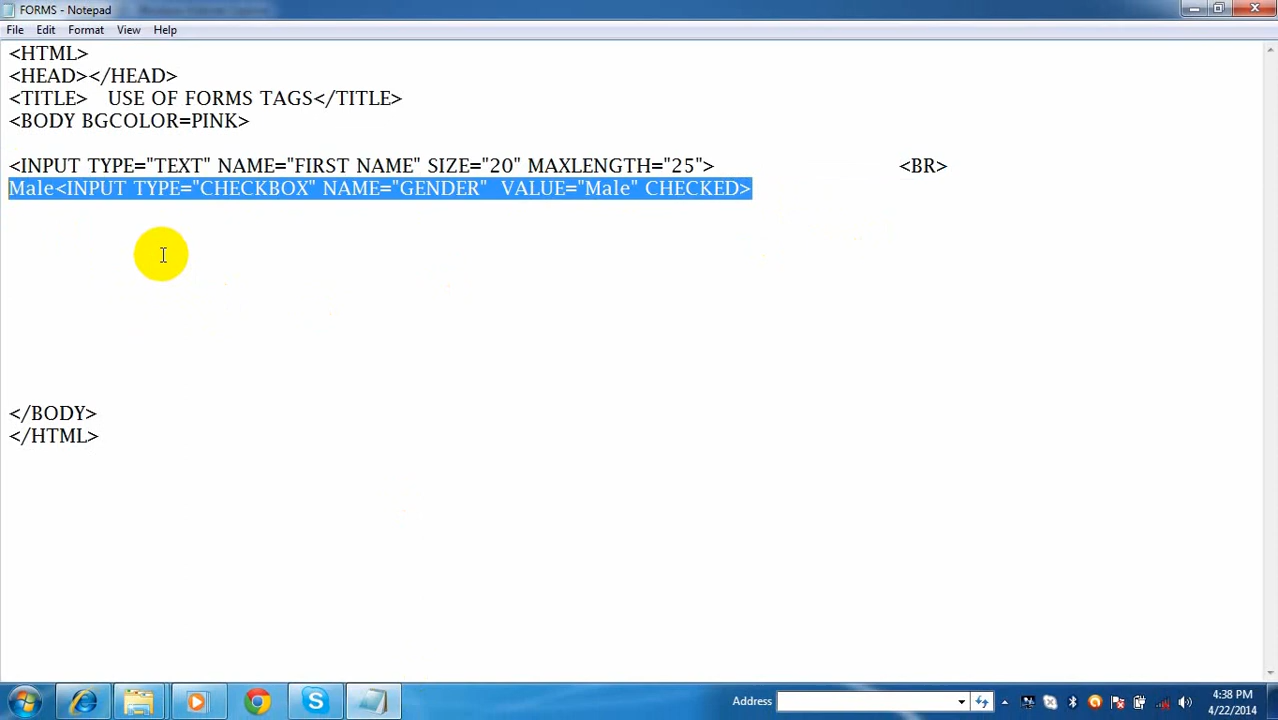 FORMS - Notepad
File Edit Format View Help
<HTML>
<HEAD></HEAD>
<TITLE>   USE OF FORMS TAGS</TITLE>
<BODY BGCOLOR=PINK>
<INPUT TYPE="TEXT" NAME="FIRST NAME" SIZE="20" MAXLENGTH="25"> <BR>
Male<INPUT TYPE="CHECKBOX" NAME="GENDER"  VALUE="Male" CHECKED>
</BODY>
</HTML>
Address
4:38 PM
4/22/2014